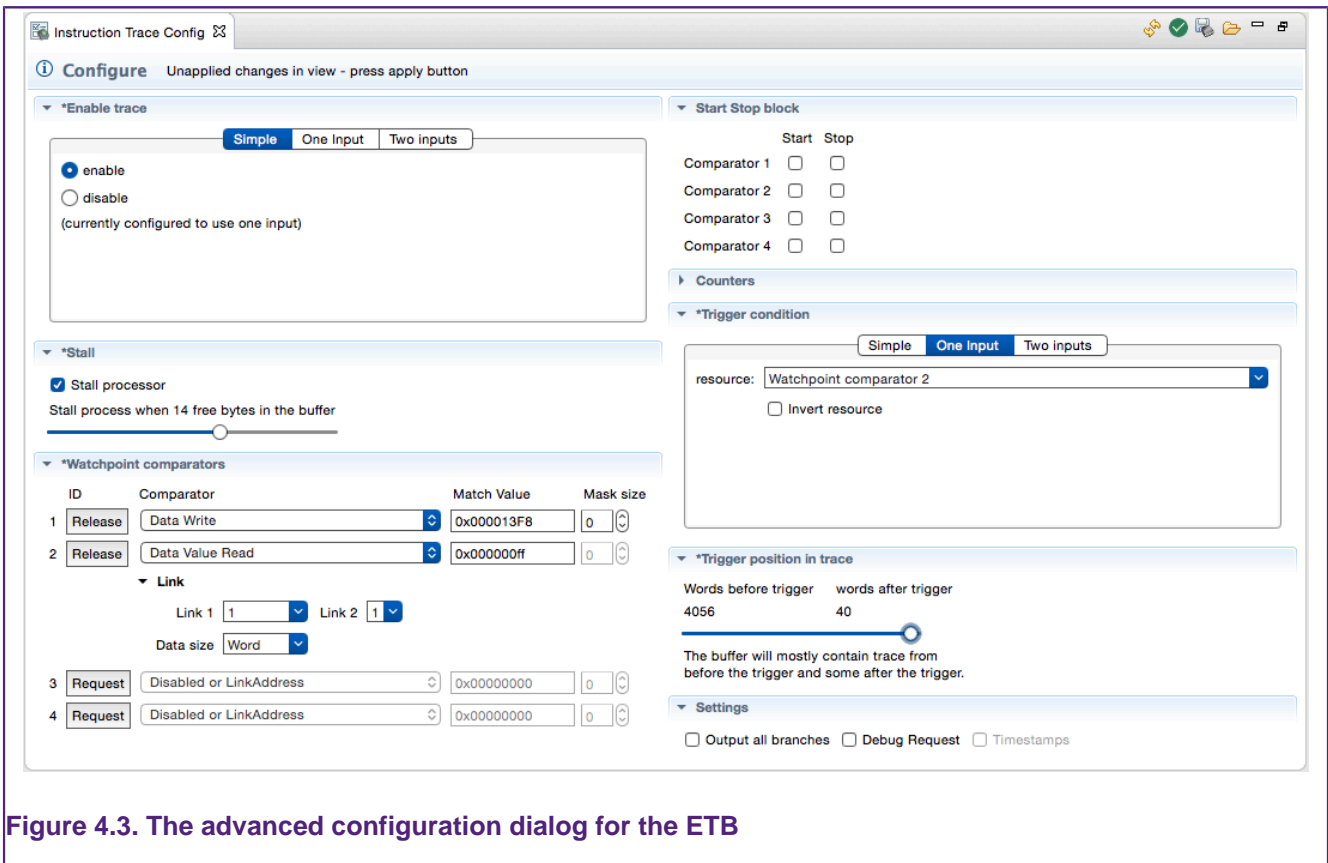 Instruction Trace Config
Configure Unapplied changes in view - press apply button
*Enable trace
Simple One Input Two inputs
enable
disable
(currently configured to use one input)
*Stall
Stall processor
Stall process when 14 free bytes in the buffer
*Watchpoint comparators
ID Comparator Match Value Mask size
1 Release Data Write 0x000013F8 0
2 Release Data Value Read 0x000000ff 0
Link
Link 1 1 Link 2 1
Data size Word
3 Request Disabled or LinkAddress 0x00000000 0
4 Request Disabled or LinkAddress 0x00000000 0
Start Stop block
Start Stop
Comparator 1
Comparator 2
Comparator 3
Comparator 4
Counters
*Trigger condition
Simple One Input Two inputs
resource: Watchpoint comparator 2
Invert resource
*Trigger position in trace
Words before trigger words after trigger
4056 40
The buffer will mostly contain trace from
before the trigger and some after the trigger.
Settings
Output all branches Debug Request Timestamps
Figure 4.3. The advanced configuration dialog for the ETB